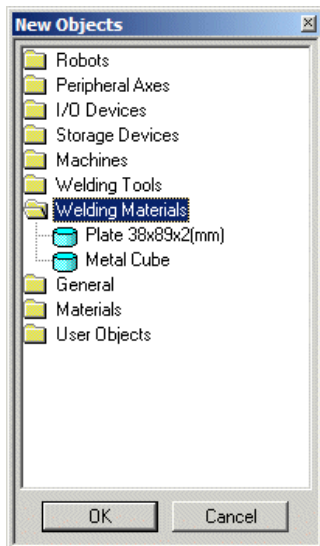 New Objects
Robots
Peripheral Axes
I/O Devices
Storage Devices
Machines
Welding Tools
Welding Materials
Plate 38x89x2(mm)
Metal Cube
General
Materials
User Objects
OK Cancel